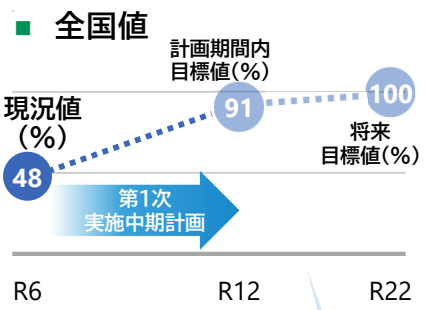 ■ 全国値
計画期間内
目標値(%)
現況値
(%)
48
91
100
将来
目標値(%)
第1次
実施中期計画
R6
R12
R22